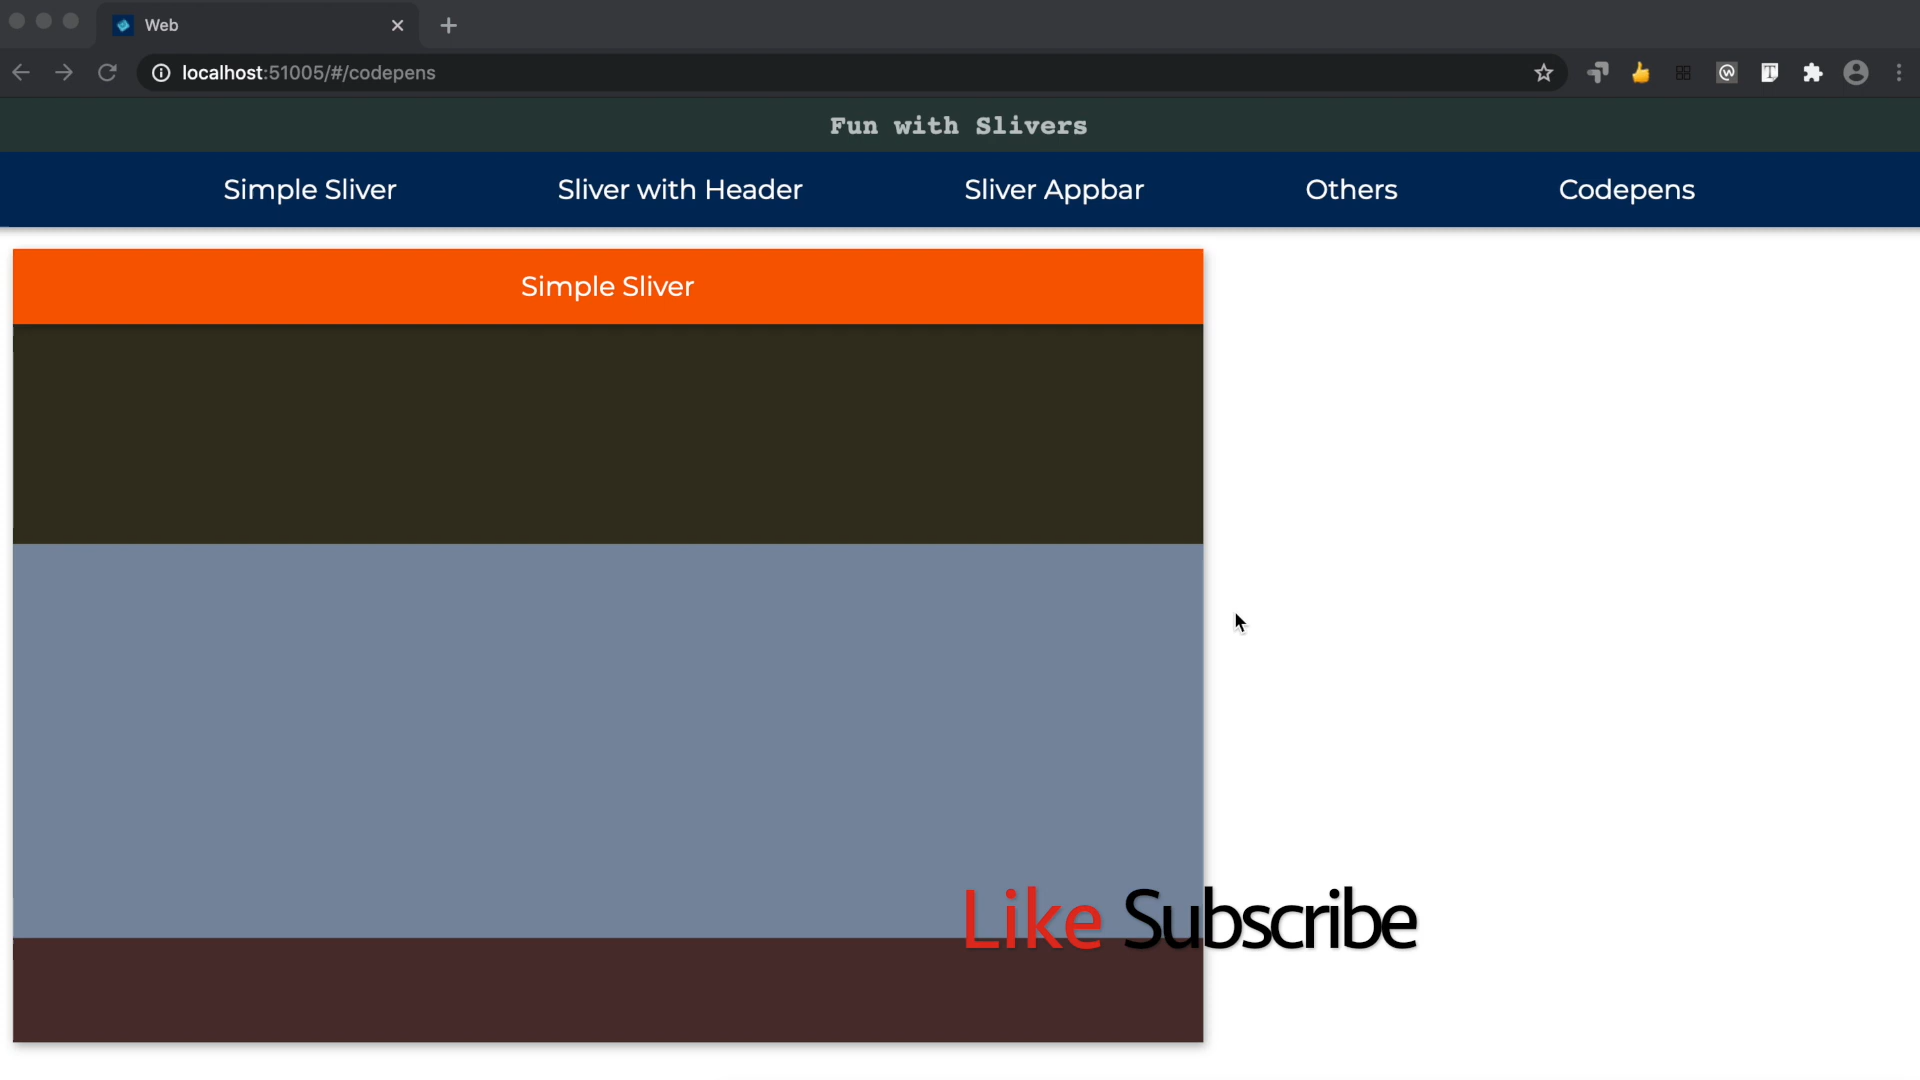 Web
localhost:51005/#/codepens
Fun with Slivers
Simple Sliver Sliver with Header Sliver Appbar Others Codepens
Simple Sliver
Like Subscribe